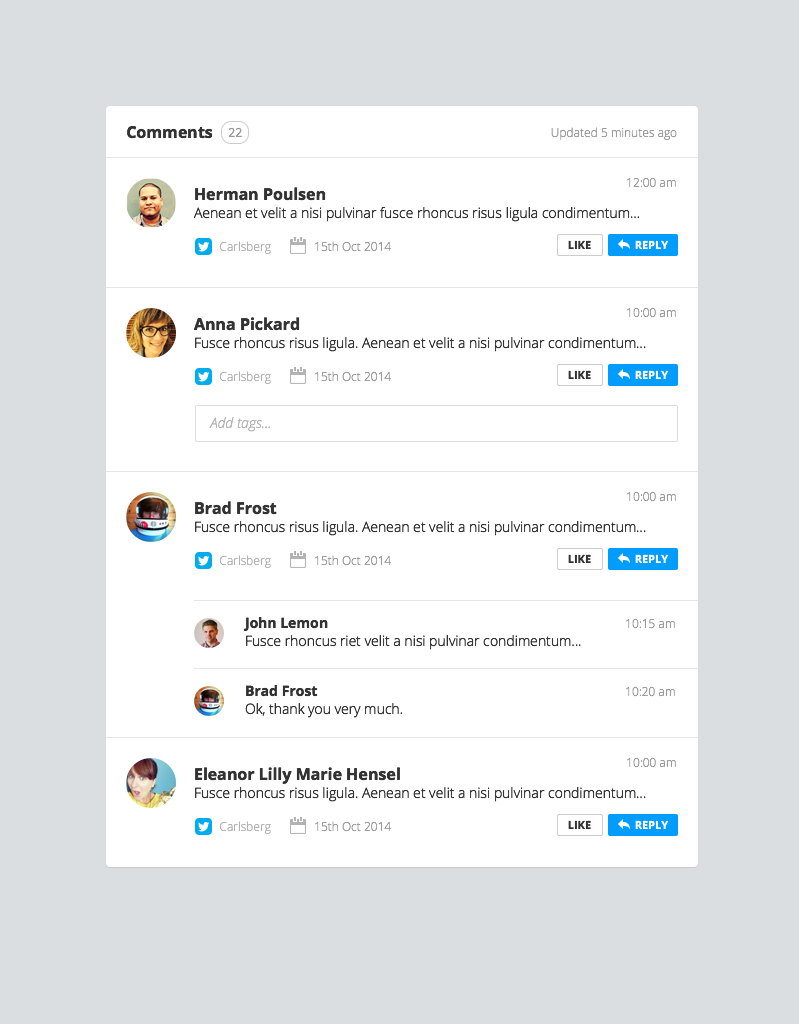 Comments 22 Updated 5 minutes ago
12:00 am
Herman Poulsen
Aenean et velit a nisi pulvinar fusce rhoncus risus ligula condimentum...
Carlsberg 15th Oct 2014 LIKE REPLY
10:00 am
Anna Pickard
Fusce rhoncus risus ligula. Aenean et velit a nisi pulvinar condimentum...
Carlsberg 15th Oct 2014 LIKE REPLY
Add tags...
10:00 am
Brad Frost
Fusce rhoncus risus ligula. Aenean et velit a nisi pulvinar condimentum...
Carlsberg 15th Oct 2014 LIKE REPLY
John Lemon 10:15 am
Fusce rhoncus riet velit a nisi pulvinar condimentum...
Brad Frost 10:20 am
Ok, thank you very much.
10:00 am
Eleanor Lilly Marie Hensel
Fusce rhoncus risus ligula. Aenean et velit a nisi pulvinar condimentum...
Carlsberg 15th Oct 2014 LIKE REPLY